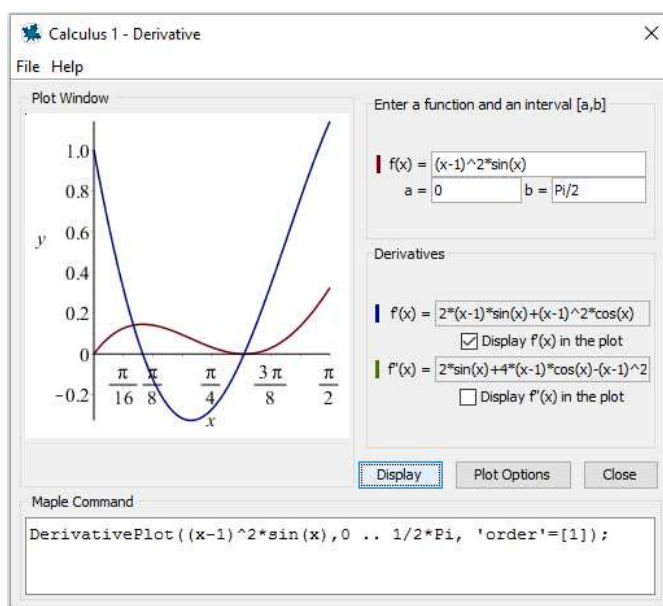 Calculus 1 - Derivative
File Help
Plot Window
1.0
0.8
y
0.6
0.4
0.2
0
-0.2
π/16
π/8
π/4
3π/8
π/2
x
Enter a function and an interval [a,b]
f(x) = (x-1)^2*sin(x)
a = 0 b = Pi/2
Derivatives
f'(x) = 2*(x-1)*sin(x)+(x-1)^2*cos(x)
Display f'(x) in the plot
f''(x) = 2*sin(x)+4*(x-1)*cos(x)-(x-1)^2
Display f''(x) in the plot
Display Plot Options Close
Maple Command
DerivativePlot((x-1)^2*sin(x),0 .. 1/2*Pi, 'order'=[1]);